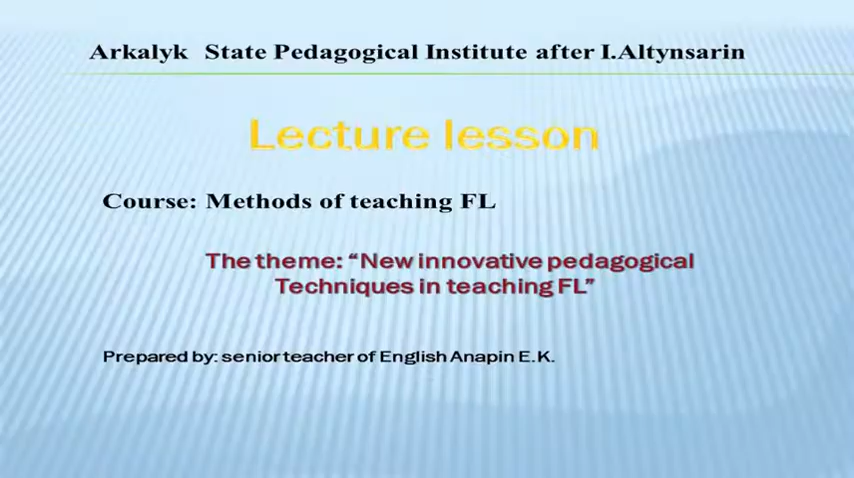 Arkalyk State Pedagogical Institute after I.Altynsarin
Lecture lesson
Course: Methods of teaching FL
The theme: “New innovative pedagogical
Techniques in teaching FL”
Prepared by: senior teacher of English Anapin E.K.